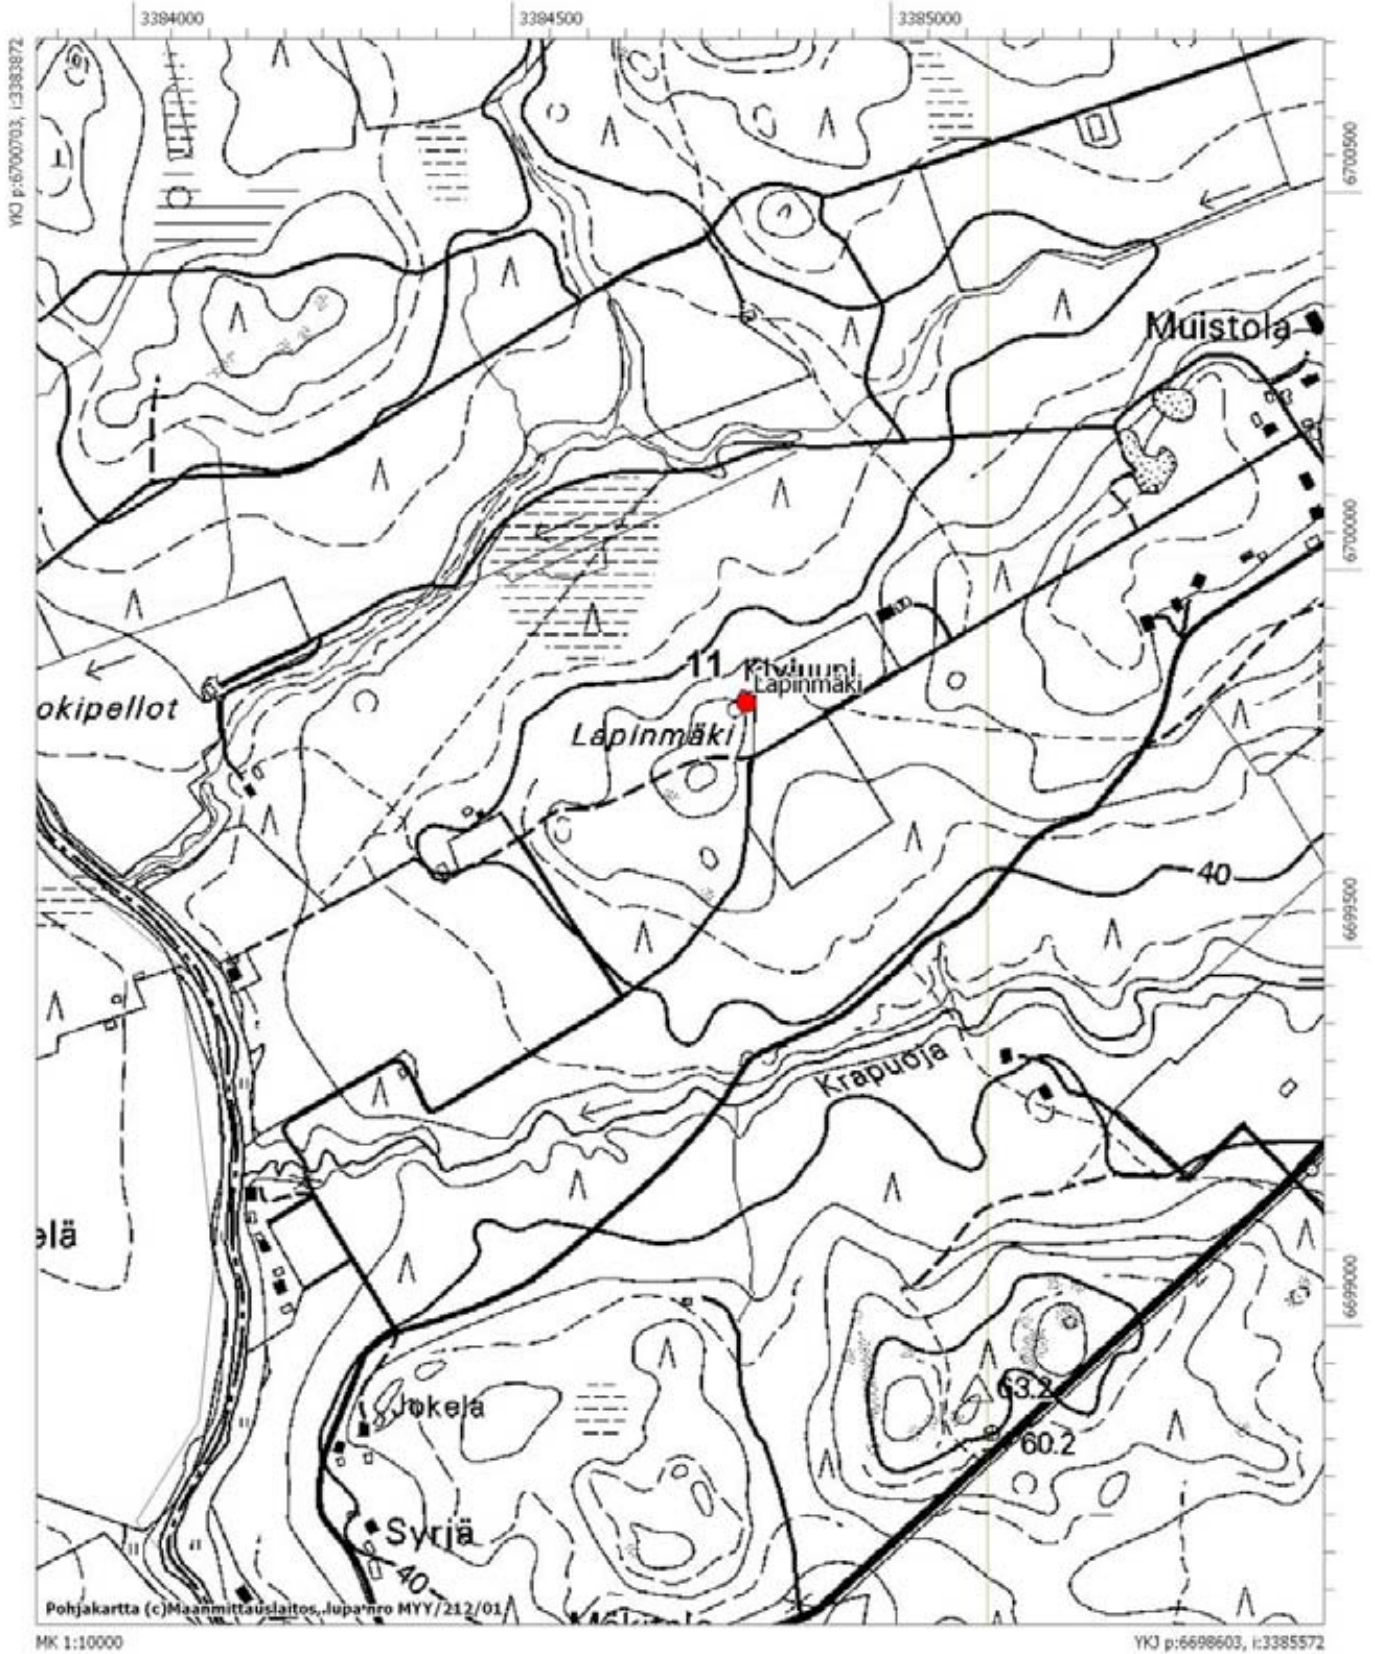 3384000
3384500
3385000
YKJ p:6700703, i:3383872
6700500
Muistola
6700000
11
Lapinmäki
okipellot
Lapinmäki
40
6699500
Krapuoja
elä
6699000
63.2
60.2
Jokela
Syrjä
40
Pohjakartta (c)Maanmittauslaitos, lupa nro MYY/212/01
MK 1:10000
YKJ p:6698603, i:3385572